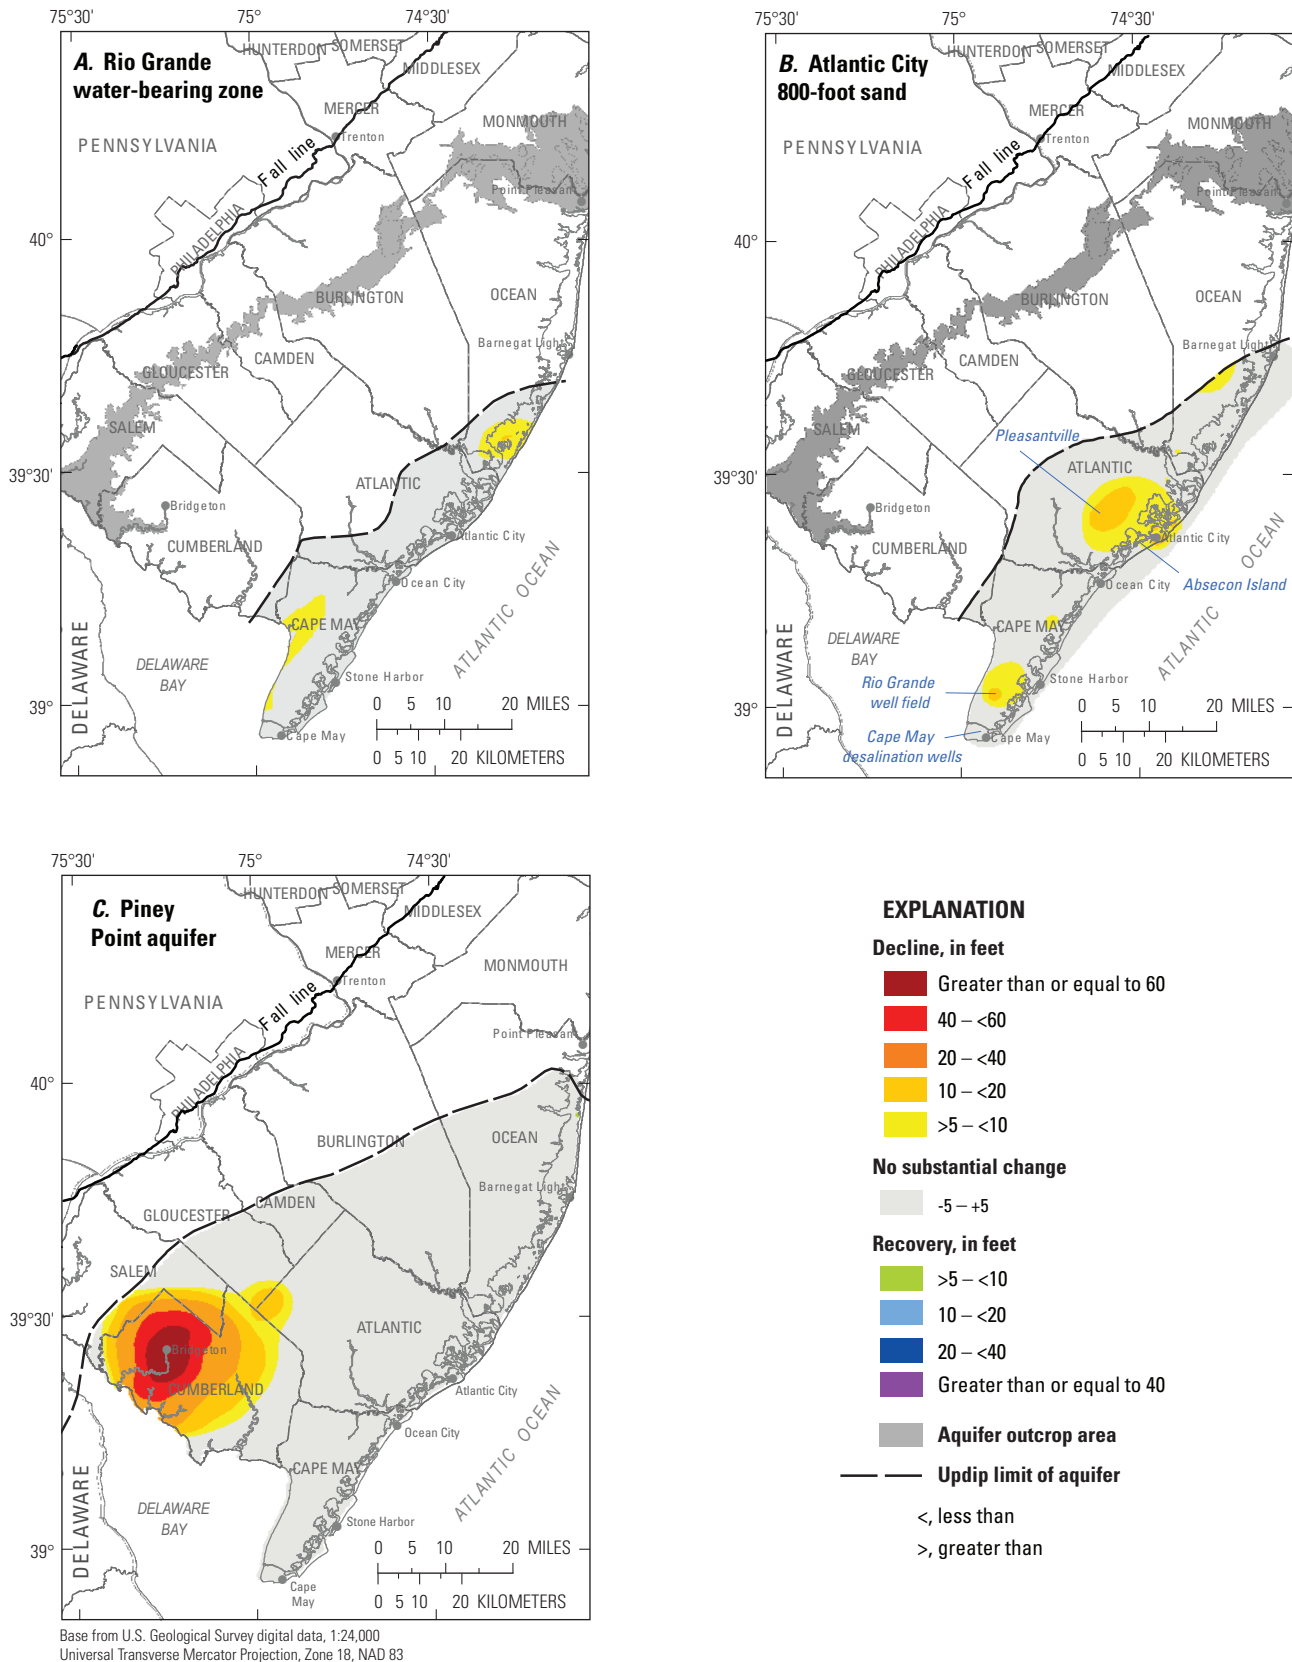 75°30'
75°
74°30'
A. Rio Grande
water-bearing zone
HUNTERDON
SOMERSET
MIDDLESEX
MERCER
Trenton
MONMOUTH
PENNSYLVANIA
Fall line
Point Pleasant
PHILADELPHIA
40°
BURLINGTON
OCEAN
Barnegat Light
CAMDEN
GLOUCESTER
SALEM
39°30'
ATLANTIC
Bridgeton
CUMBERLAND
Atlantic City
Ocean City
ATLANTIC OCEAN
CAPE MAY
DELAWARE
DELAWARE
BAY
Stone Harbor
39°
Cape May
0 5 10 20 MILES
0 5 10 20 KILOMETERS
75°30'
75°
74°30'
B. Atlantic City
800-foot sand
HUNTERDON
SOMERSET
MIDDLESEX
MERCER
Trenton
MONMOUTH
PENNSYLVANIA
Fall line
Point Pleasant
PHILADELPHIA
40°
BURLINGTON
OCEAN
Barnegat Light
CAMDEN
GLOUCESTER
SALEM
Pleasantville
39°30'
ATLANTIC
Bridgeton
CUMBERLAND
Atlantic City
Absecon Island
Ocean City
ATLANTIC OCEAN
CAPE MAY
DELAWARE
DELAWARE
BAY
Rio Grande
well field
Stone Harbor
39°
Cape May
desalination wells
Cape May
0 5 10 20 MILES
0 5 10 20 KILOMETERS
75°30'
75°
74°30'
C. Piney
Point aquifer
HUNTERDON
SOMERSET
MIDDLESEX
MERCER
Trenton
MONMOUTH
PENNSYLVANIA
Fall line
Point Pleasant
PHILADELPHIA
40°
BURLINGTON
OCEAN
Barnegat Light
CAMDEN
GLOUCESTER
SALEM
39°30'
ATLANTIC
Bridgeton
CUMBERLAND
Atlantic City
Ocean City
ATLANTIC OCEAN
CAPE MAY
DELAWARE
DELAWARE
BAY
Stone Harbor
39°
Cape
May
0 5 10 20 MILES
0 5 10 20 KILOMETERS
Base from U.S. Geological Survey digital data, 1:24,000
Universal Transverse Mercator Projection, Zone 18, NAD 83
EXPLANATION
Decline, in feet
Greater than or equal to 60
40 – <60
20 – <40
10 – <20
>5 – <10
No substantial change
-5 – +5
Recovery, in feet
>5 – <10
10 – <20
20 – <40
Greater than or equal to 40
Aquifer outcrop area
Updip limit of aquifer
<, less than
>, greater than